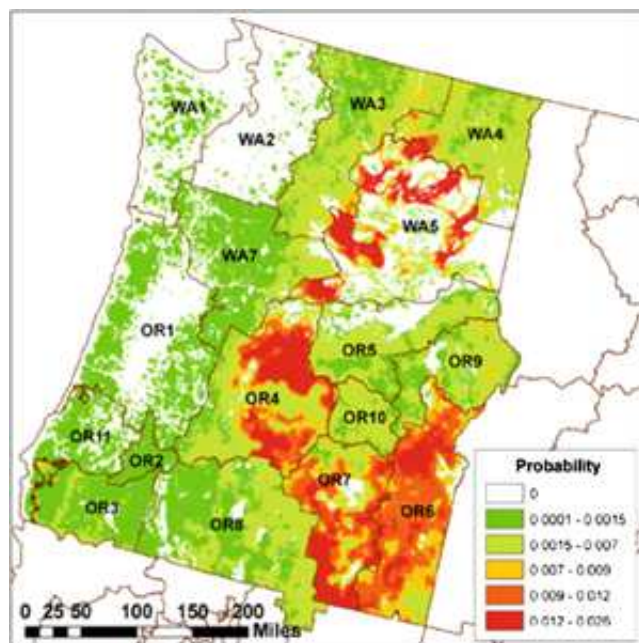 WA1
WA2
WA3
WA4
WA5
WA7
OR1
OR5
OR9
OR4
OR10
OR11
OR2
OR7
OR6
OR3
OR8
Probability
0
0.0001 - 0.0015
0.0015 - 0.007
0.007 - 0.009
0.009 - 0.012
0.012 - 0.026
0 25 50 100 150 200
Miles